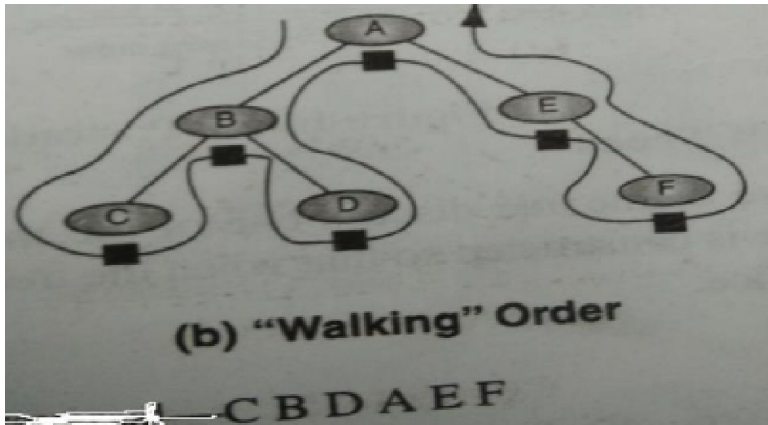 A
B
E
C
D
F
(b) “Walking” Order
C B D A E F